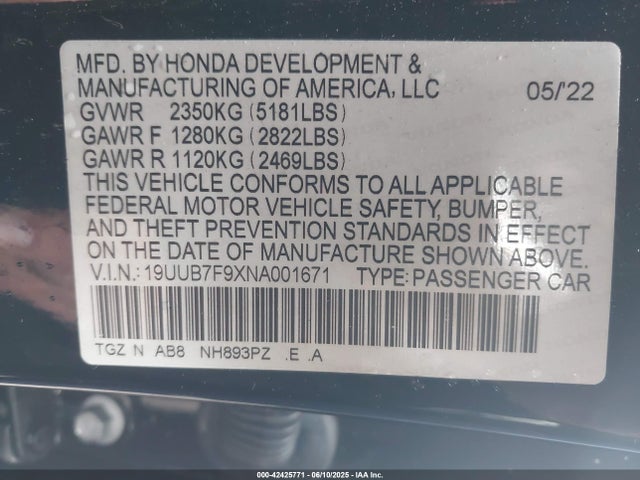 MFD. BY HONDA DEVELOPMENT &
MANUFACTURING OF AMERICA, LLC 05/'22
GVWR 2350KG (5181LBS)
GAWR F 1280KG (2822LBS)
GAWR R 1120KG (2469LBS)
THIS VEHICLE CONFORMS TO ALL APPLICABLE
FEDERAL MOTOR VEHICLE SAFETY, BUMPER,
AND THEFT PREVENTION STANDARDS IN EFFECT
ON THE DATE OF MANUFACTURE SHOWN ABOVE.
V.I.N.: 19UUB7F9XNA001671 TYPE: PASSENGER CAR
TGZ N AB8 NH893PZ .E .A
000-42425771 - 06/10/2025 - IAA Inc.